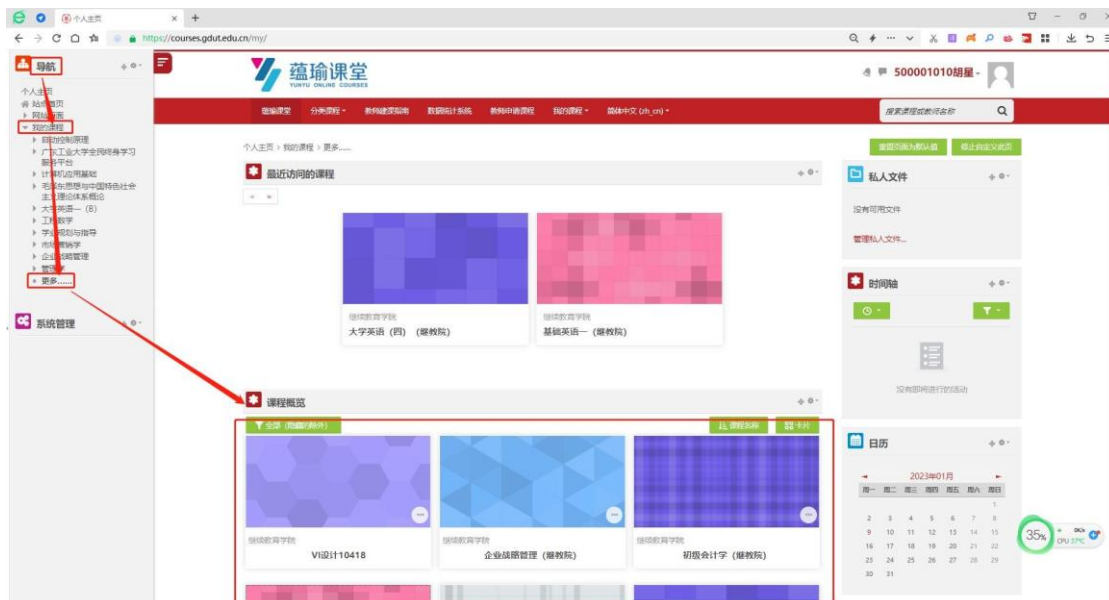 个人主页
https://courses.gdut.edu.cn/my/
导航
个人主页
站点首页
网站页面
我的课程
自动控制原理
广东工业大学全民终身学习
服务平台
计算机应用基础
毛泽东思想与中国特色社会
主义理论体系概论
大学英语一（B）
工程数学
学业规划与指导
市场营销学
企业战略管理
管理学
更多......
系统管理
蕴瑜课堂
YUNYU ONLINE COURSES
500001010胡星
蕴瑜课堂 分类课程 教师建课指南 数据统计系统 教师申请课程 我的课程 简体中文 (zh_cn)
搜索课程或教师名称
个人主页 > 我的课程 > 更多......
重置页面为默认值 停止自定义此页
最近访问的课程
继续教育学院
大学英语（四）（继教院）
继续教育学院
基础英语一（继教院）
课程概览
全部（隐藏的除外）
课程名称
卡片
继续教育学院
VI设计10418
继续教育学院
企业战略管理（继教院）
继续教育学院
初级会计学（继教院）
私人文件
没有可用文件
管理私人文件...
时间轴
没有即将进行的活动
日历
2023年01月
周一 周二 周三 周四 周五 周六 周日
1
2 3 4 5 6 7 8
9 10 11 12 13 14 15
16 17 18 19 20 21 22
23 24 25 26 27 28 29
30 31
35%
0K/s
CPU 37°C